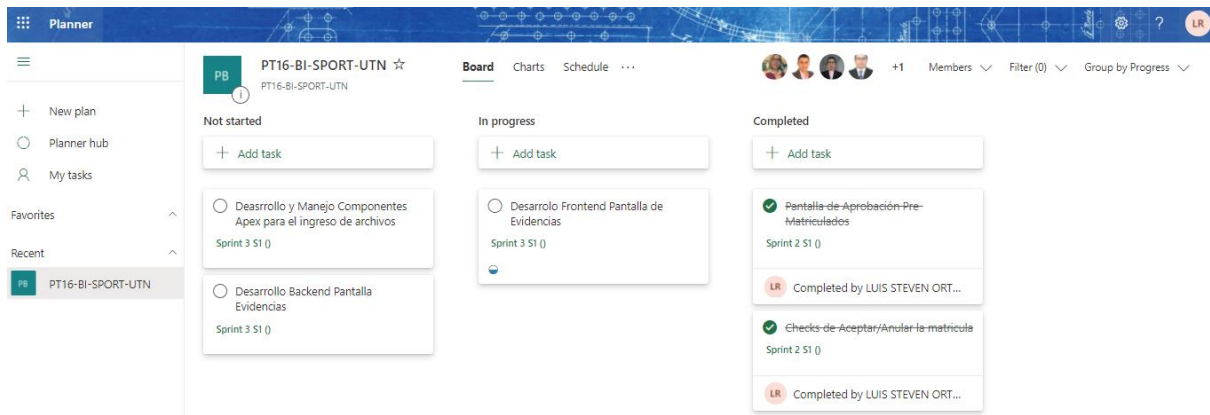 Planner
?
LR
PB
PT16-BI-SPORT-UTN
PT16-BI-SPORT-UTN
Board
Charts
Schedule
...
+1
Members
Filter (0)
Group by Progress
New plan
Planner hub
My tasks
Favorites
Recent
PB
PT16-BI-SPORT-UTN
Not started
+ Add task
Deasrrollo y Manejo Componentes
Apex para el ingreso de archivos
Sprint 3 S1 ()
Desarrollo Backend Pantalla
Evidencias
Sprint 3 S1 ()
In progress
+ Add task
Desarrolo Frontend Pantalla de
Evidencias
Sprint 3 S1 ()
Completed
+ Add task
Pantalla de Aprobación Pre-
Matriculados
Sprint 2 S1 ()
LR Completed by LUIS STEVEN ORT...
Checks de Aceptar/Anular la matricula
Sprint 2 S1 ()
LR Completed by LUIS STEVEN ORT...